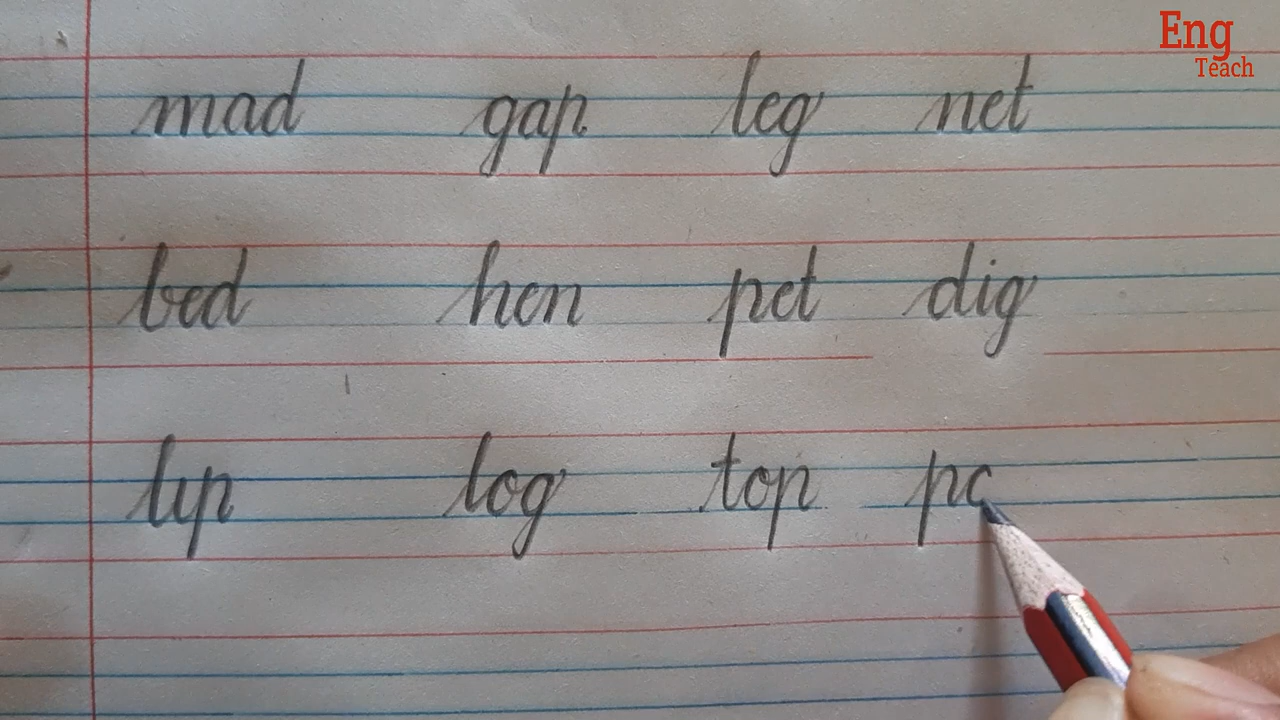 Eng
Teach
mad gap leg net
bed hen pet dig
lip log top